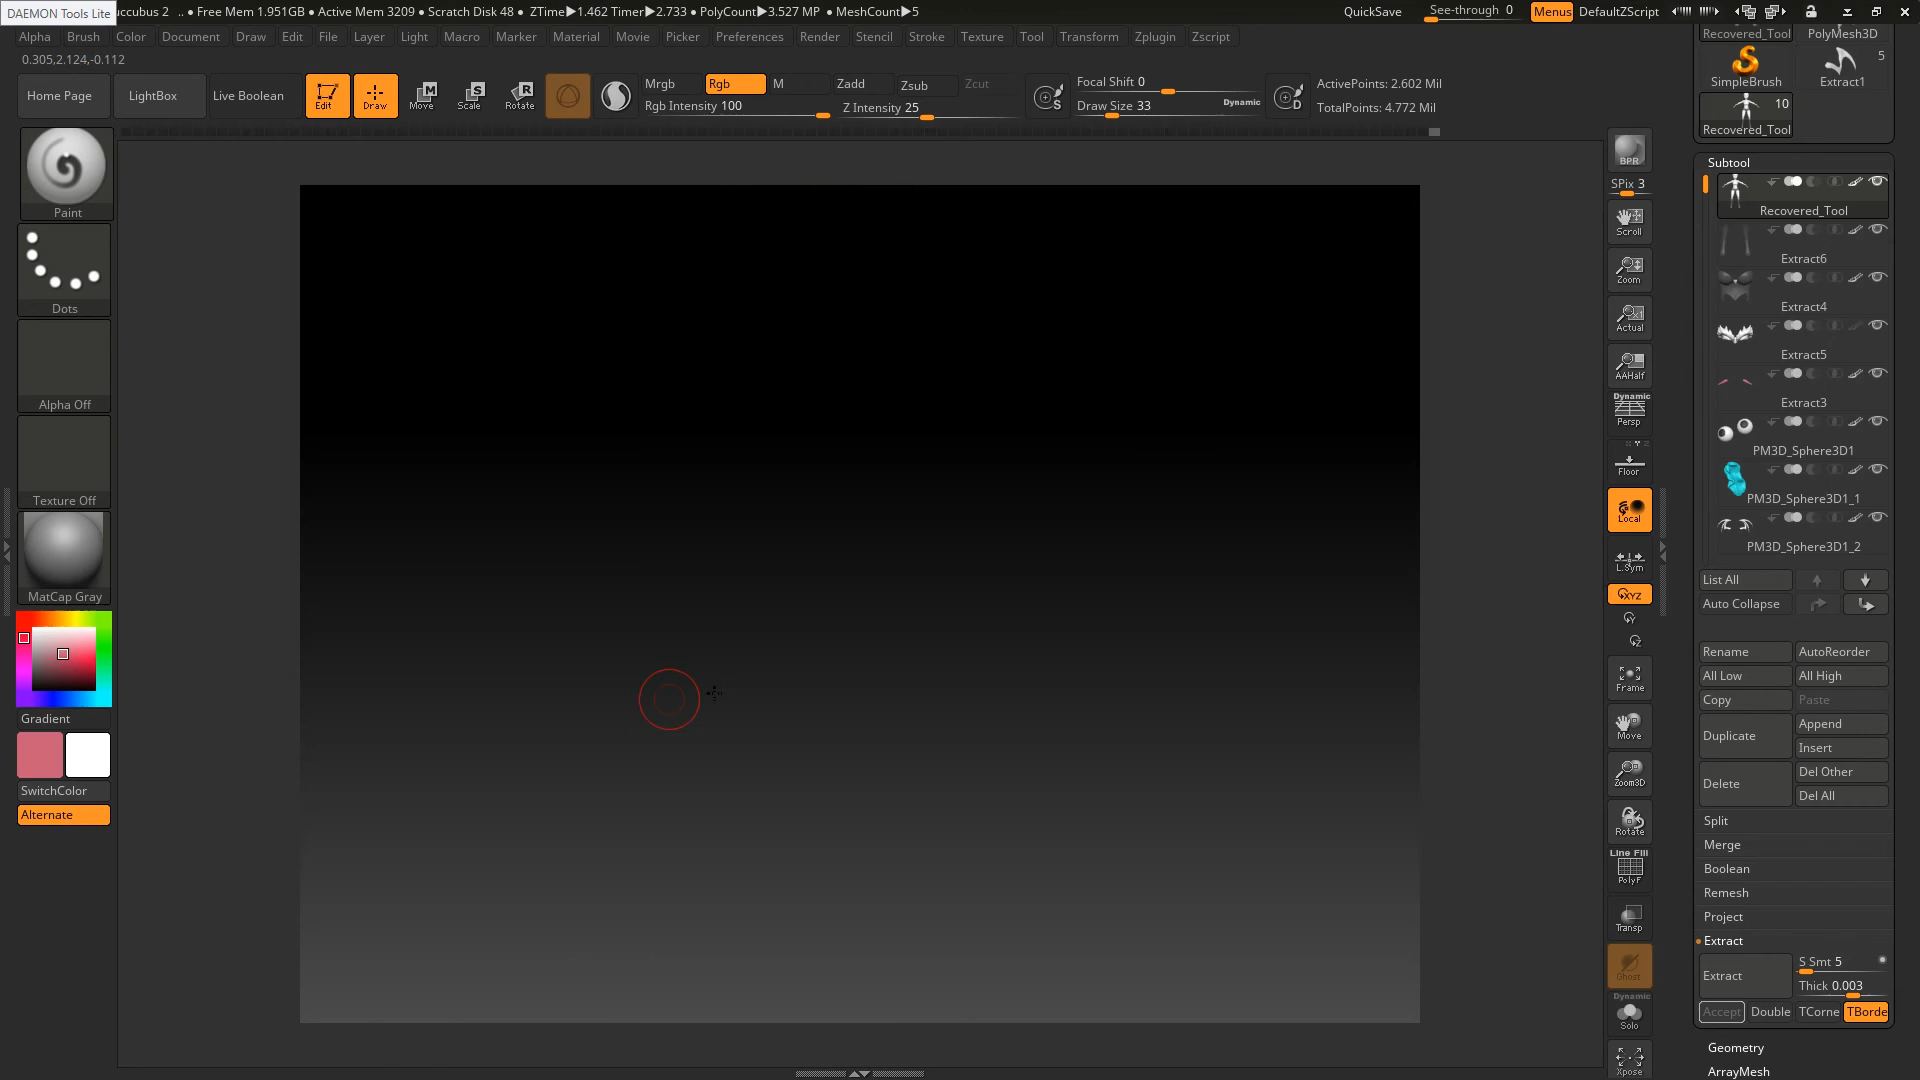 DAEMON Tools Lite
uccubus 2 .. ● Free Mem 1.951GB ● Active Mem 3209 ● Scratch Disk 48 ● ZTime▶1.462 Timer▶2.733 ● PolyCount▶3.527 MP ● MeshCount▶5
QuickSave See-through 0 Menus DefaultZScript
Alpha Brush Color Document Draw Edit File Layer Light Macro Marker Material Movie Picker Preferences Render Stencil Stroke Texture Tool Transform Zplugin Zscript
0.305,2.124,-0.112
Home Page LightBox Live Boolean
Edit Draw Move Scale Rotate
Mrgb Rgb M
Rgb Intensity 100
Zadd Zsub Zcut
Z Intensity 25
S
Focal Shift 0
Draw Size 33 Dynamic
D
ActivePoints: 2.602 Mil
TotalPoints: 4.772 Mil
Paint
Dots
Alpha Off
Texture Off
MatCap Gray
Gradient
SwitchColor
Alternate
BPR
SPix 3
Scroll
Zoom
Actual
AAHalf
Dynamic
Persp
Floor
Local
L.Sym
XYZ
Y
Z
Frame
Move
Zoom3D
Rotate
Line Fill
PolyF
Transp
Ghost
Dynamic
Solo
Xpose
Recovered_Tool PolyMesh3D
SimpleBrush
5
Extract1
10
Recovered_Tool
Subtool
Recovered_Tool
Extract6
Extract4
Extract5
Extract3
PM3D_Sphere3D1
PM3D_Sphere3D1_1
PM3D_Sphere3D1_2
List All
Auto Collapse
Rename AutoReorder
All Low All High
Copy Paste
Duplicate Append
Insert
Delete Del Other
Del All
Split
Merge
Boolean
Remesh
Project
Extract
Extract S Smt 5
Thick 0.003
Accept Double TCorne TBorde
Geometry
ArrayMesh